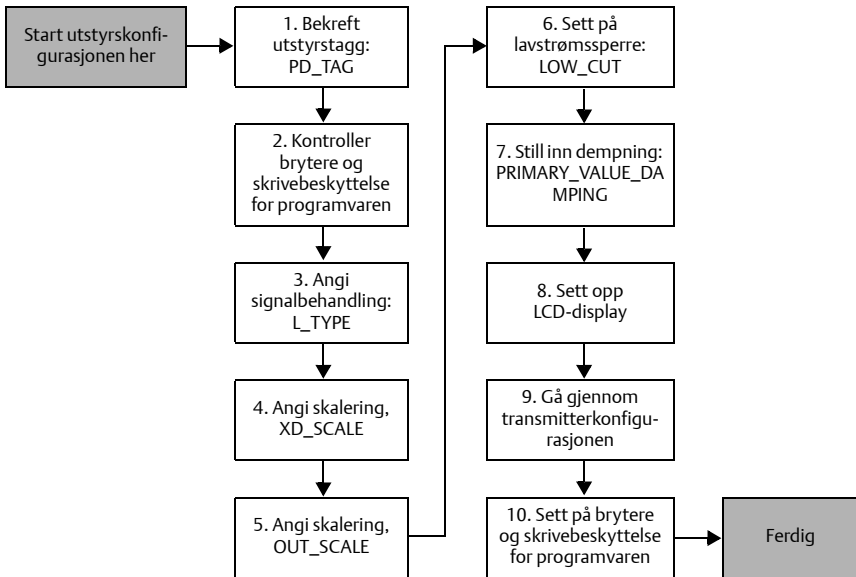 Start utstyrskonfi-
gurasjonen her
1. Bekreft
utstyrstagg:
PD_TAG
2. Kontroller
brytere og
skrivebeskyttelse
for programvaren
3. Angi
signalbehandling:
L_TYPE
4. Angi skalering,
XD_SCALE
5. Angi skalering,
OUT_SCALE
6. Sett på
lavstrømssperre:
LOW_CUT
7. Still inn dempning:
PRIMARY_VALUE_DA
MPING
8. Sett opp
LCD-display
9. Gå gjennom
transmitterkonfigu-
rasjonen
10. Sett på brytere
og skrivebeskyttelse
for programvaren
Ferdig